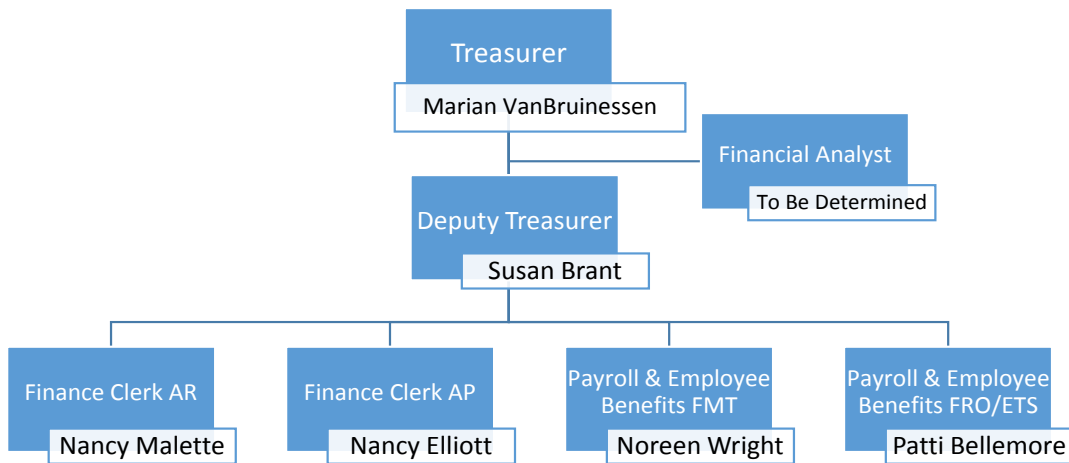 Treasurer
Marian VanBruinessen
Financial Analyst
To Be Determined
Deputy Treasurer
Susan Brant
Finance Clerk AR
Nancy Malette
Finance Clerk AP
Nancy Elliott
Payroll & Employee
Benefits FMT
Noreen Wright
Payroll & Employee
Benefits FRO/ETS
Patti Bellemore